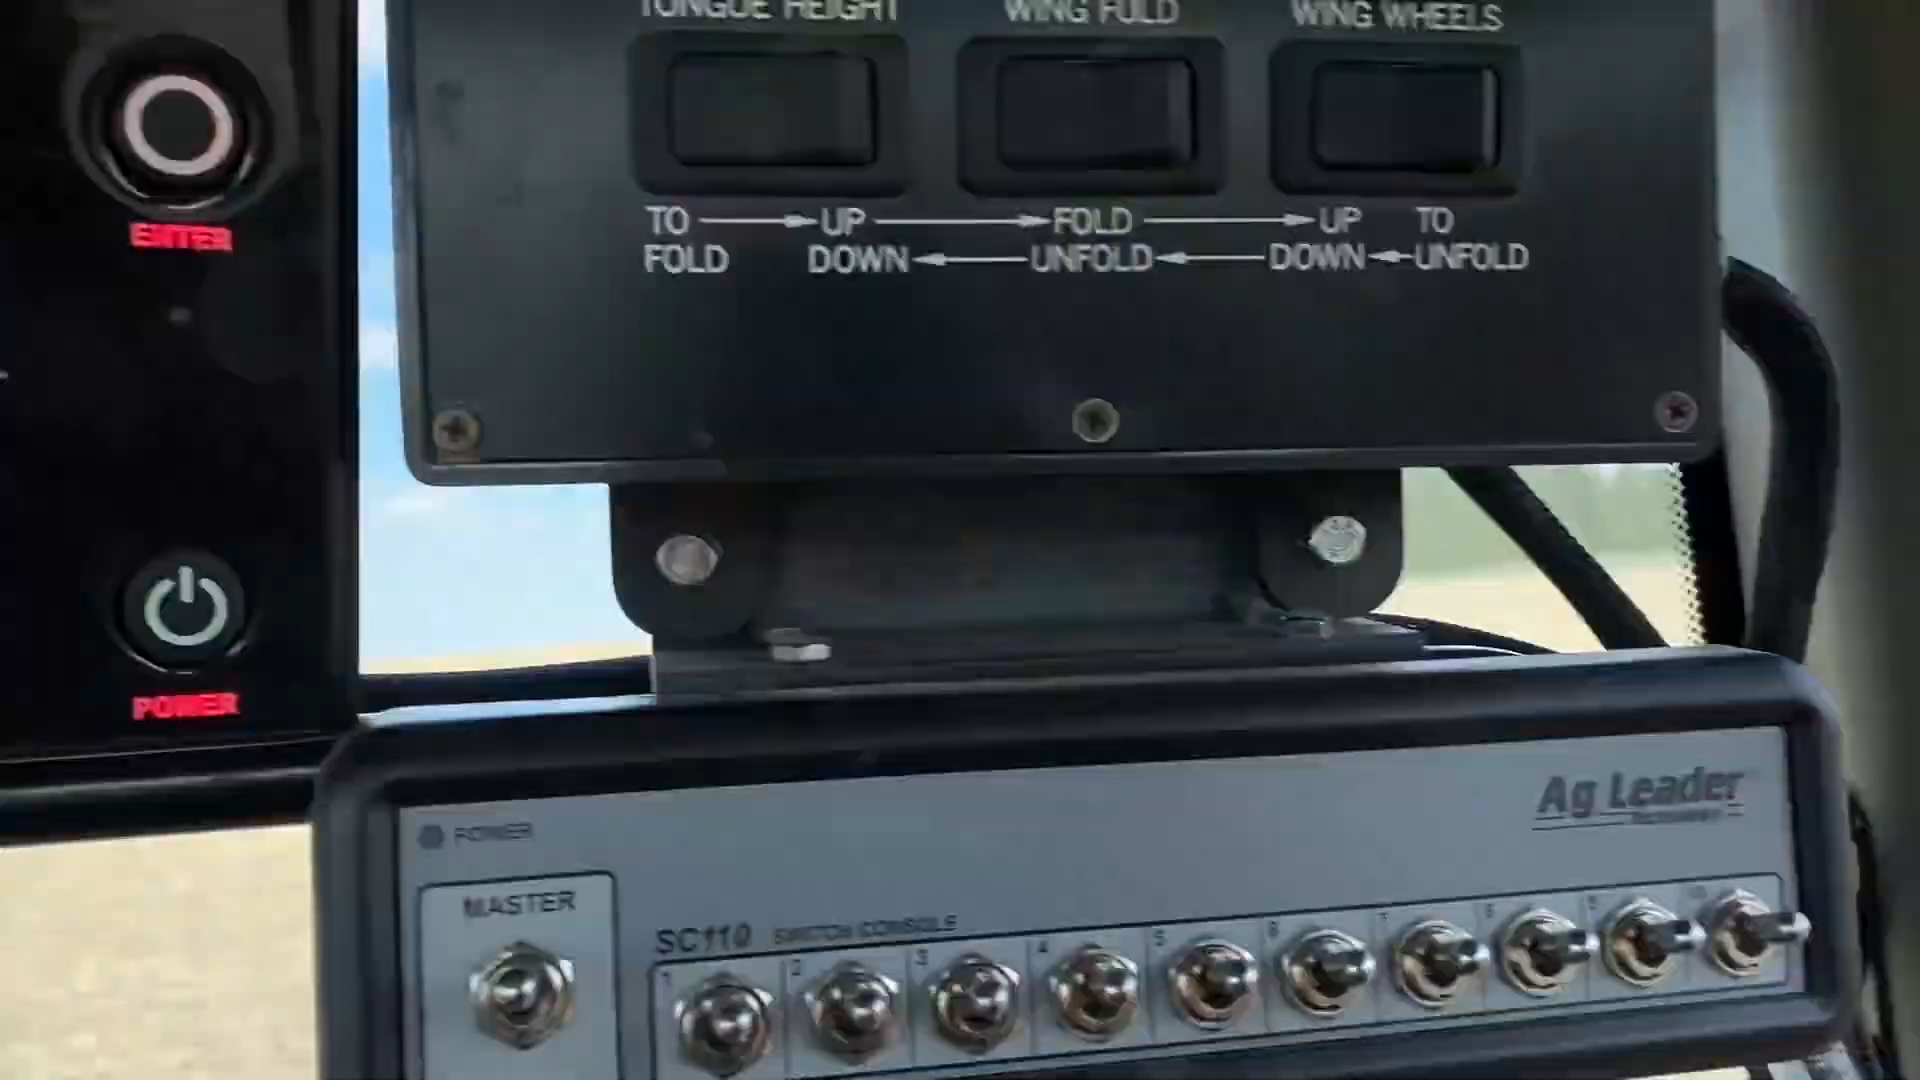 TONGUE HEIGHT WING FOLD WING WHEELS
TO UP FOLD UP TO
FOLD DOWN UNFOLD DOWN UNFOLD
ENTER
POWER
Ag Leader
POWER
MASTER
SC110 SWITCH CONSOLE
1 2 3 4 5 6 7 8 9 10